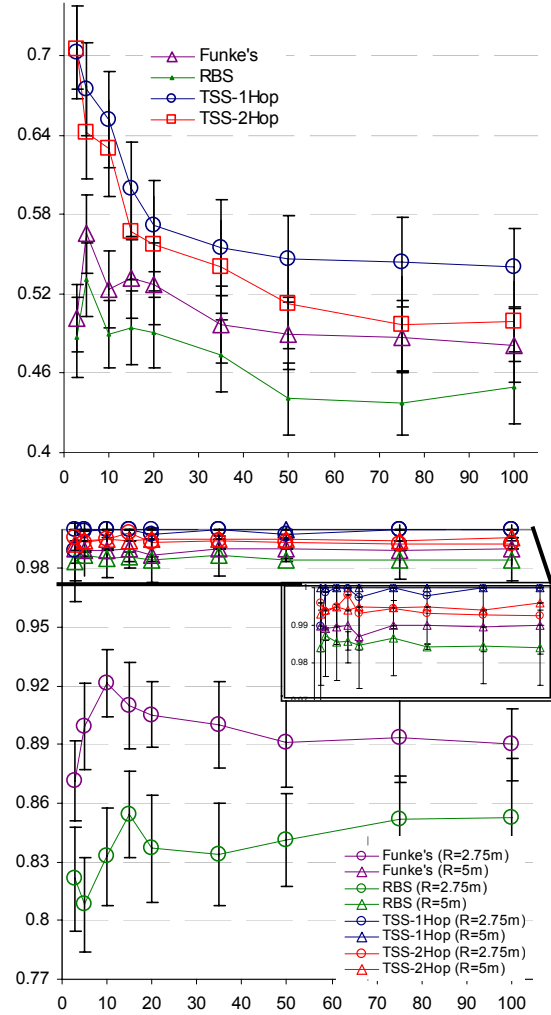 0.7
0.64
0.58
0.52
0.46
0.4
Funke's
RBS
TSS-1Hop
TSS-2Hop
0 10 20 30 40 50 60 70 80 90 100
0.98
0.95
0.92
0.89
0.86
0.83
0.8
0.77
0.99
0.98
Funke's (R=2.75m)
Funke's (R=5m)
RBS (R=2.75m)
RBS (R=5m)
TSS-1Hop (R=2.75m)
TSS-1Hop (R=5m)
TSS-2Hop (R=2.75m)
TSS-2Hop (R=5m)
0 10 20 30 40 50 60 70 80 90 100